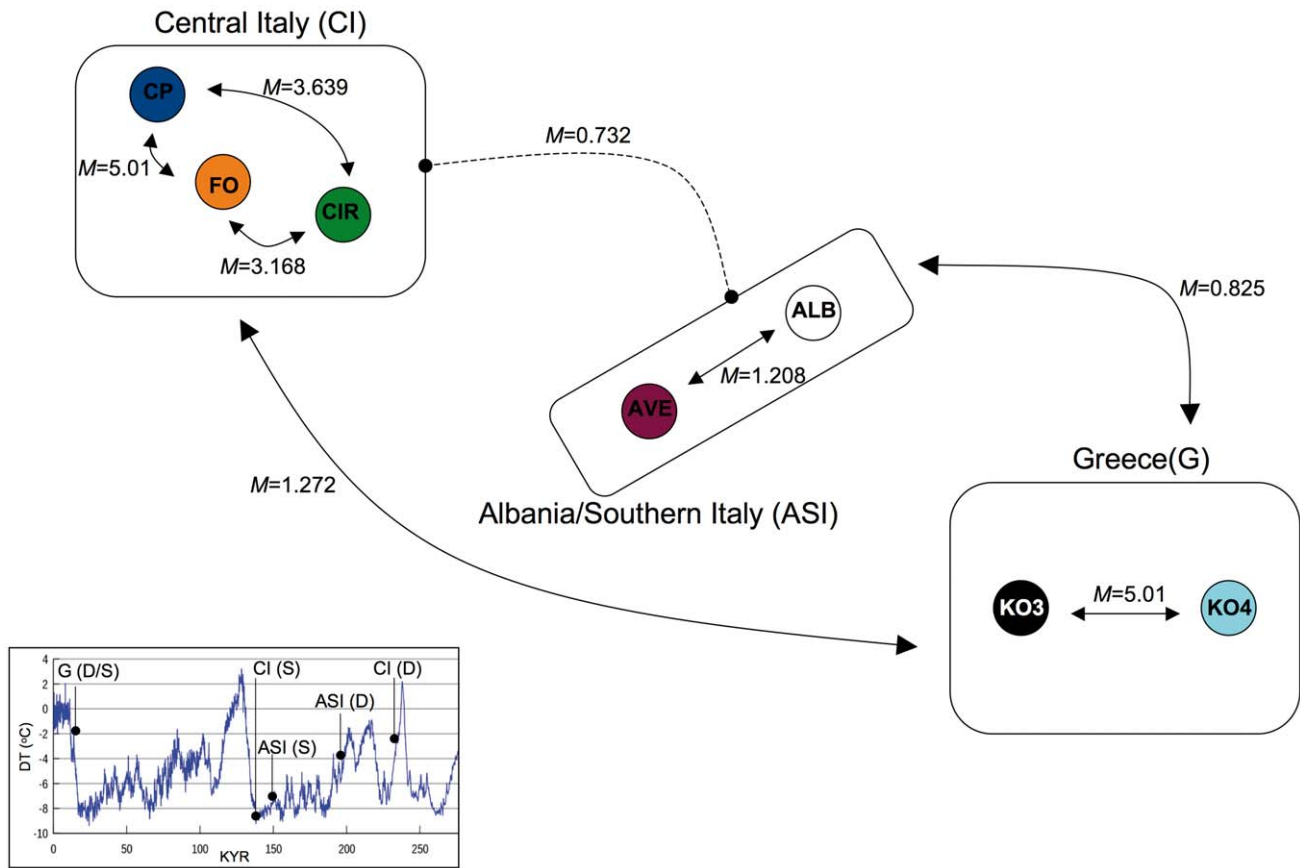 Central Italy (CI)
CP
M=3.639
M=5.01
FO
CIR
M=3.168
M=0.732
ALB
M=1.208
AVE
M=0.825
Albania/Southern Italy (ASI)
M=1.272
Greece(G)
KO3
M=5.01
KO4
G (D/S)
CI (S)
CI (D)
ASI (D)
ASI (S)
DT (oC)
4
2
0
-2
-4
-6
-8
-10
0
50
100
150
200
250
KYR